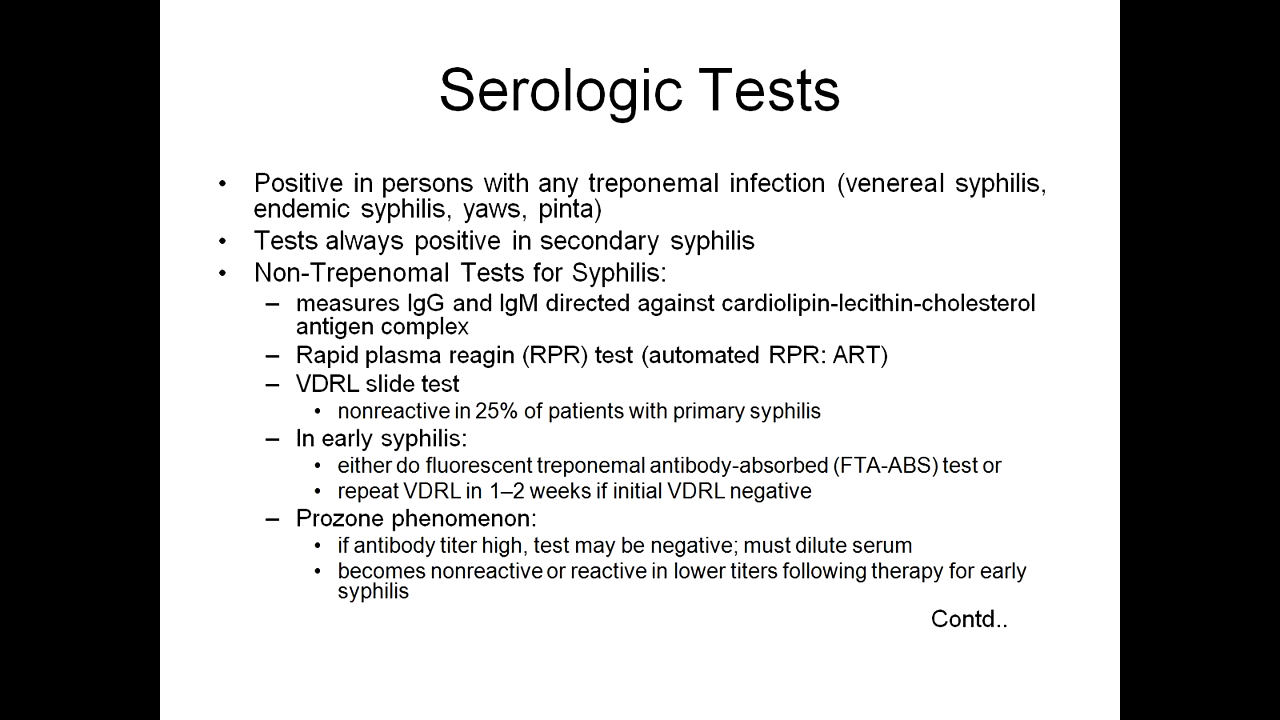 Serologic Tests
• Positive in persons with any treponemal infection (venereal syphilis,
endemic syphilis, yaws, pinta)
• Tests always positive in secondary syphilis
• Non-Trepenomal Tests for Syphilis:
– measures IgG and IgM directed against cardiolipin-lecithin-cholesterol
antigen complex
– Rapid plasma reagin (RPR) test (automated RPR: ART)
– VDRL slide test
• nonreactive in 25% of patients with primary syphilis
– In early syphilis:
• either do fluorescent treponemal antibody-absorbed (FTA-ABS) test or
• repeat VDRL in 1–2 weeks if initial VDRL negative
– Prozone phenomenon:
• if antibody titer high, test may be negative; must dilute serum
• becomes nonreactive or reactive in lower titers following therapy for early
syphilis
Contd..